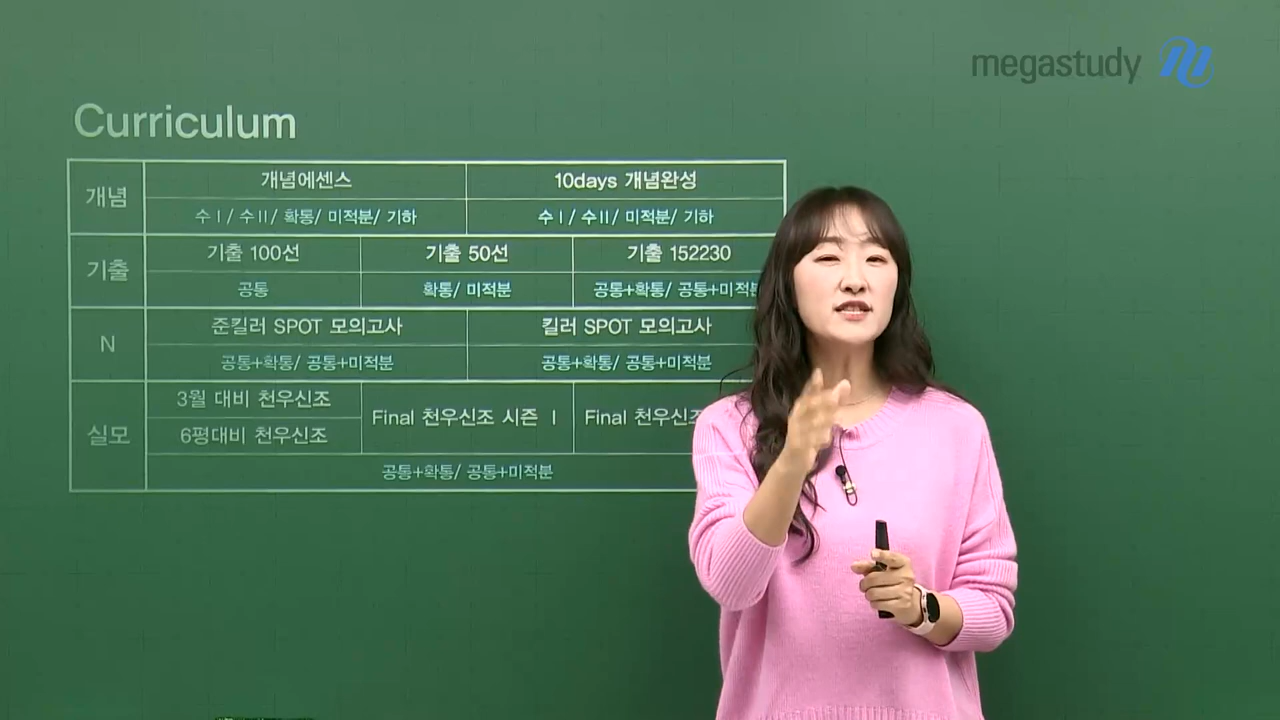 megastudy
Curriculum
개념
개념에센스
10days 개념완성
수Ⅰ/ 수Ⅱ/ 확통/ 미적분/ 기하
수Ⅰ/ 수Ⅱ/ 미적분/ 기하
기출
기출 100선
기출 50선
기출 152230
공통
확통/ 미적분
공통+확통/ 공통+미적분
N
준킬러 SPOT 모의고사
킬러 SPOT 모의고사
공통+확통/ 공통+미적분
공통+확통/ 공통+미적분
실모
3월 대비 천우신조
6평대비 천우신조
Final 천우신조 시즌 Ⅰ
Final 천우신조
공통+확통/ 공통+미적분